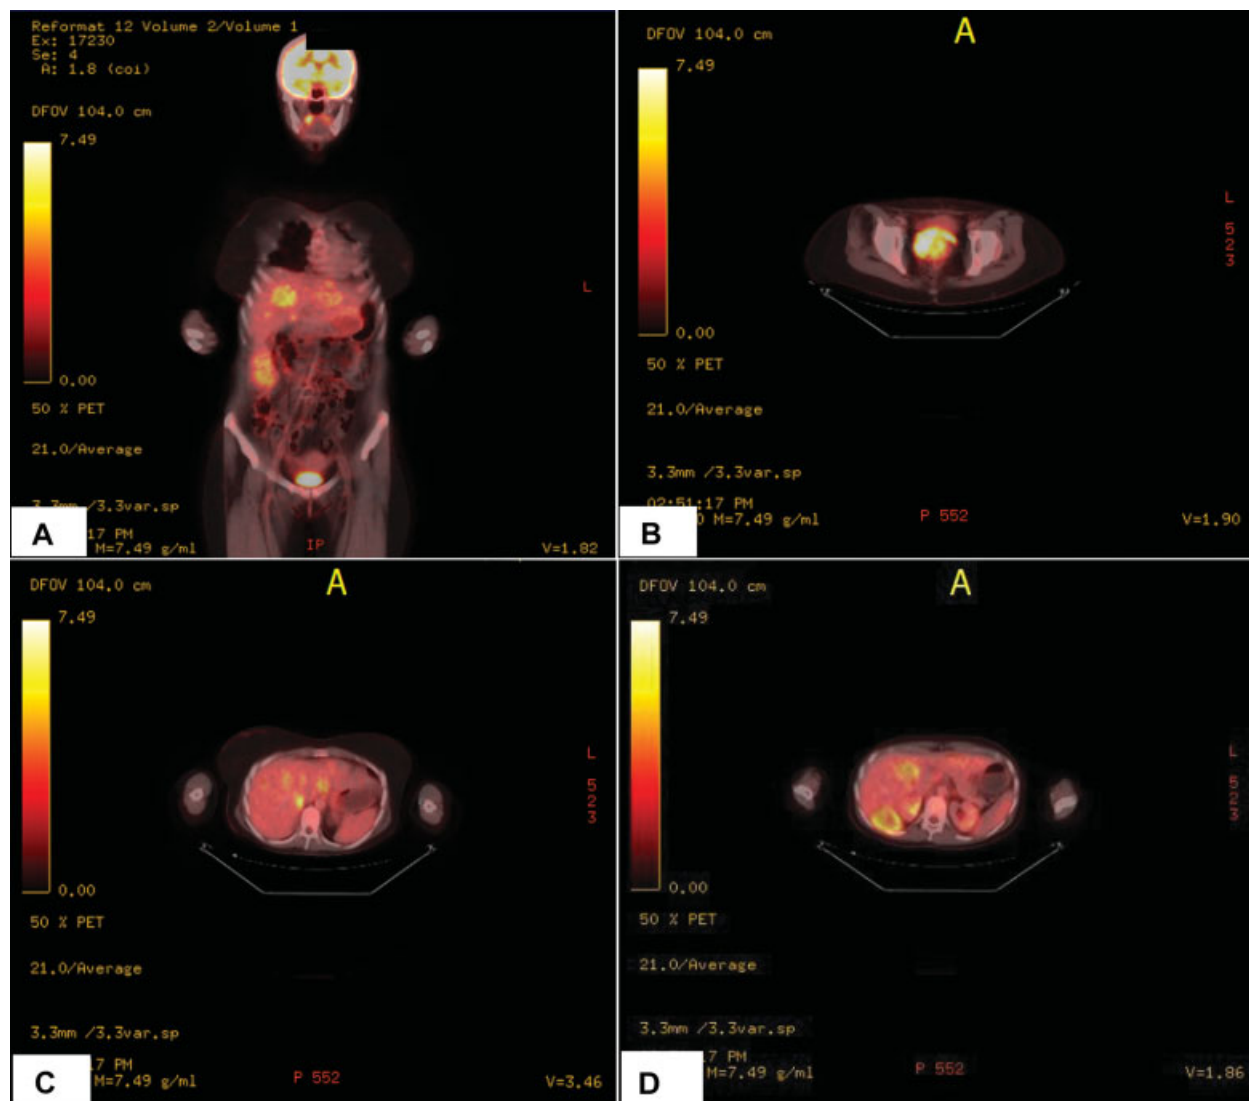 Reformat 12 Volume 2/Volume 1
Ex: 17230
Se: 4
A: 1.8 (coi)
DFOV 104.0 cm
7.49
L
0.00
50 % PET
21.0/Average
3.3mm /3.3var.sp
17 PM
A
M=7.49 g/ml
IP
V=1.82
DFOV 104.0 cm
A
7.49
L
5
2
3
0.00
50 % PET
21.0/Average
3.3mm /3.3var.sp
02:51:17 PM
B
M=7.49 g/ml
P 552
V=1.90
DFOV 104.0 cm
A
7.49
L
5
2
3
0.00
50 % PET
21.0/Average
3.3mm /3.3var.sp
17 PM
C
M=7.49 g/ml
P 552
V=3.46
DFOV 104.0 cm
A
7.49
L
5
2
3
0.00
50 % PET
21.0/Average
3.3mm /3.3var.sp
17 PM
D
M=7.49 g/ml
P 552
V=1.86